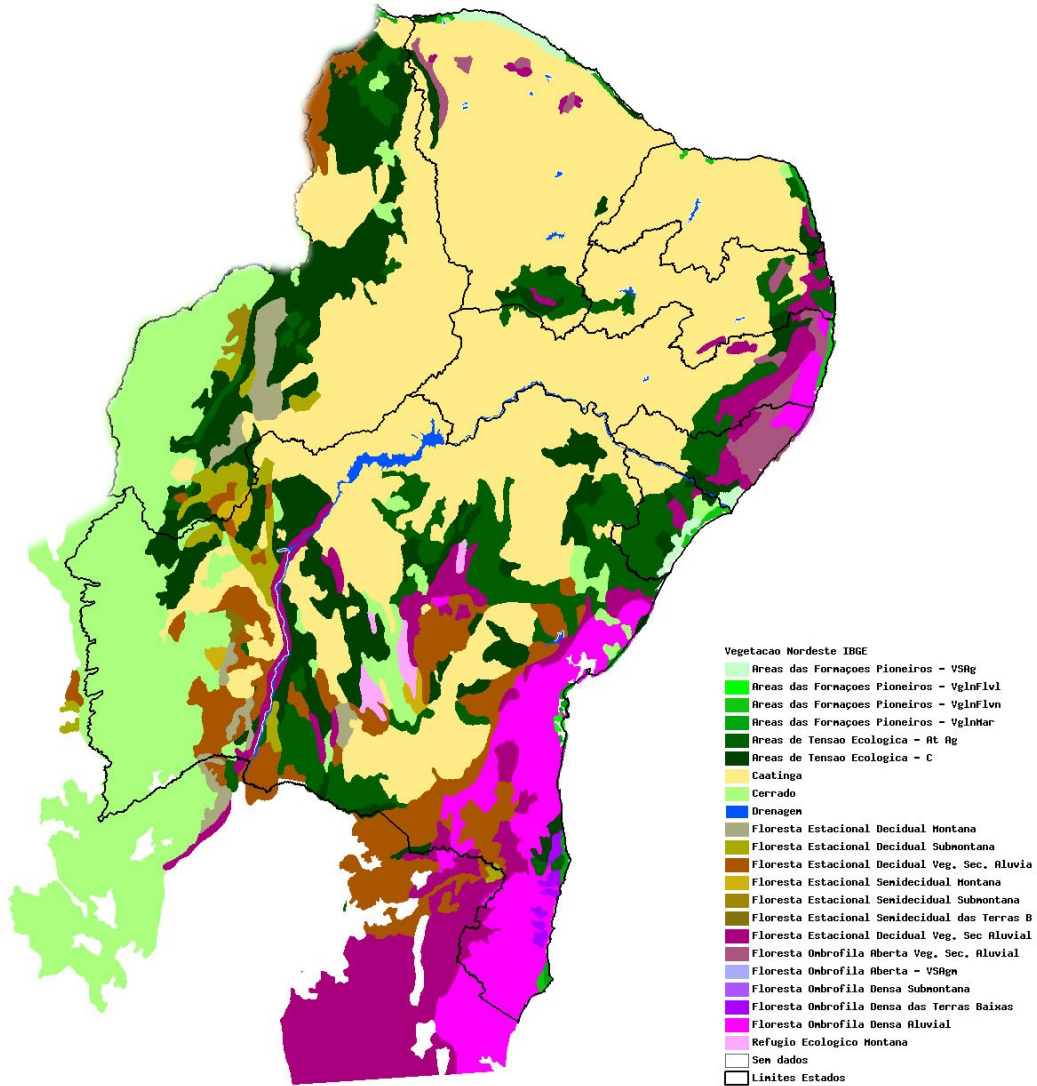 Vegetacao Nordeste IBGE
Areas das Formaçoes Pioneiros - VSAg
Areas das Formaçoes Pioneiros - VglnFlvl
Areas das Formaçoes Pioneiros - VglnFlvn
Areas das Formaçoes Pioneiros - VglnMar
Areas de Tensao Ecologica - At Ag
Areas de Tensao Ecologica - C
Caatinga
Cerrado
Drenagem
Floresta Estacional Decidual Montana
Floresta Estacional Decidual Submontana
Floresta Estacional Decidual Veg. Sec. Aluvia
Floresta Estacional Semidecidual Montana
Floresta Estacional Semidecidual Submontana
Floresta Estacional Semidecidual das Terras B
Floresta Estacional Decidual Veg. Sec Aluvial
Floresta Ombrofila Aberta Veg. Sec. Aluvial
Floresta Ombrofila Aberta - VSAgm
Floresta Ombrofila Densa Submontana
Floresta Ombrofila Densa das Terras Baixas
Floresta Ombrofila Densa Aluvial
Refugio Ecologico Montana
Sem dados
Limites Estados